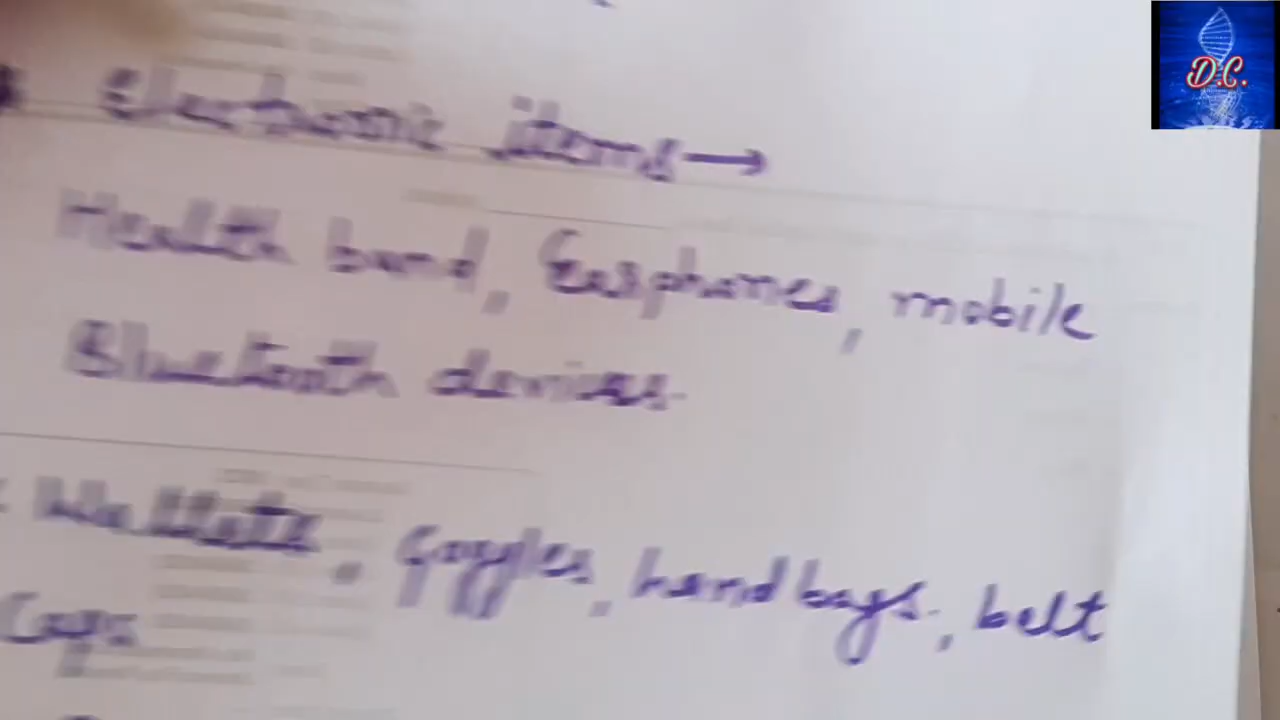 D.C.
Electronic items→
Health band, Earphones, mobile
Bluetooth devices.
Wallets, Goggles, handbags, belt
Caps